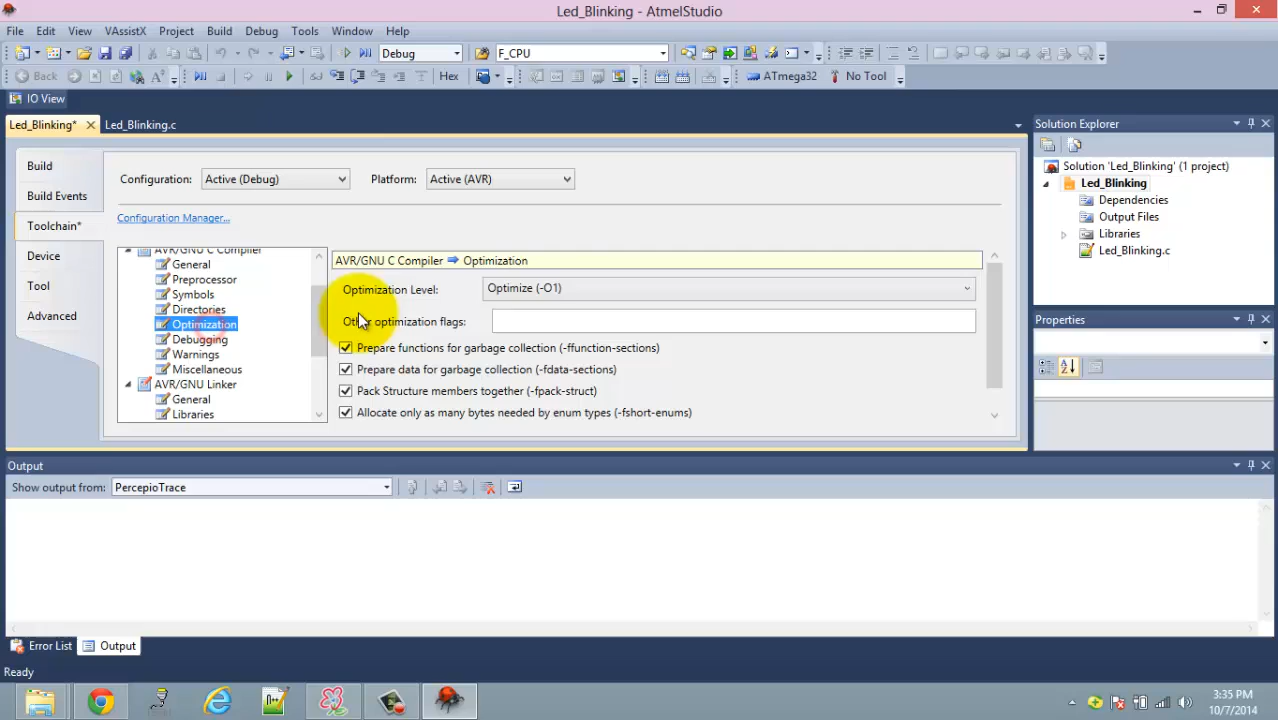 Led_Blinking - AtmelStudio
File Edit View VAssistX Project Build Debug Tools Window Help
Debug F_CPU
Back Hex ATmega32 No Tool
IO View
Led_Blinking* Led_Blinking.c
Solution Explorer
Build
Build Events
Toolchain*
Device
Tool
Advanced
Configuration: Active (Debug) Platform: Active (AVR)
Configuration Manager...
AVR/GNU C Compiler
General
Preprocessor
Symbols
Directories
Optimization
Debugging
Warnings
Miscellaneous
AVR/GNU Linker
General
Libraries
AVR/GNU C Compiler Optimization
Optimization Level: Optimize (-O1)
Other optimization flags:
Prepare functions for garbage collection (-ffunction-sections)
Prepare data for garbage collection (-fdata-sections)
Pack Structure members together (-fpack-struct)
Allocate only as many bytes needed by enum types (-fshort-enums)
Solution 'Led_Blinking' (1 project)
Led_Blinking
Dependencies
Output Files
Libraries
Led_Blinking.c
Properties
Output
Show output from: PercepioTrace
Error List Output
Ready
3:35 PM
10/7/2014